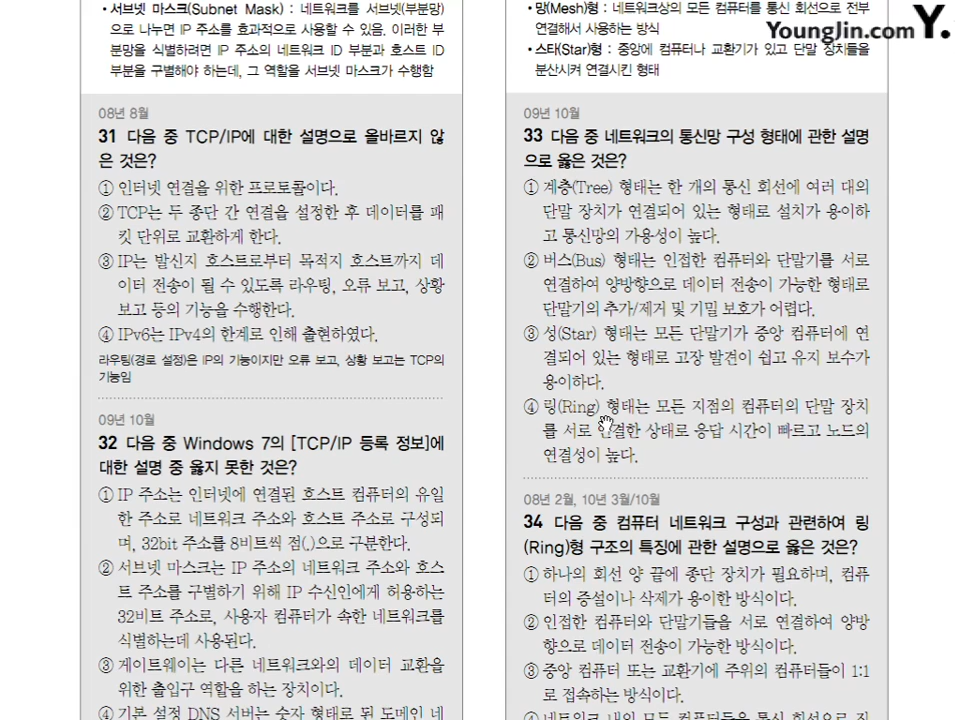 • 서브넷 마스크(Subnet Mask) : 네트워크를 서브넷(부분망)
으로 나누면 IP 주소를 효과적으로 사용할 수 있음. 이러한 부
분망을 식별하려면 IP 주소의 네트워크 ID 부분과 호스트 ID
부분을 구별해야 하는데, 그 역할을 서브넷 마스크가 수행함
08년 8월
31 다음 중 TCP/IP에 대한 설명으로 올바르지 않
은 것은?
① 인터넷 연결을 위한 프로토콜이다.
② TCP는 두 종단 간 연결을 설정한 후 데이터를 패
킷 단위로 교환하게 한다.
③ IP는 발신지 호스트로부터 목적지 호스트까지 데
이터 전송이 될 수 있도록 라우팅, 오류 보고, 상황
보고 등의 기능을 수행한다.
④ IPv6는 IPv4의 한계로 인해 출현하였다.
라우팅(경로 설정)은 IP의 기능이지만 오류 보고, 상황 보고는 TCP의
기능임
09년 10월
32 다음 중 Windows 7의 [TCP/IP 등록 정보]에
대한 설명 중 옳지 못한 것은?
① IP 주소는 인터넷에 연결된 호스트 컴퓨터의 유일
한 주소로 네트워크 주소와 호스트 주소로 구성되
며, 32bit 주소를 8비트씩 점(.)으로 구분한다.
② 서브넷 마스크는 IP 주소의 네트워크 주소와 호스
트 주소를 구별하기 위해 IP 수신인에게 허용하는
32비트 주소로, 사용자 컴퓨터가 속한 네트워크를
식별하는데 사용된다.
③ 게이트웨이는 다른 네트워크와의 데이터 교환을
위한 출입구 역할을 하는 장치이다.
④ 기본 설정 DNS 서버는 숫자 형태로 된 도메인 네
• 망(Mesh)형 : 네트워크상의 모든 컴퓨터를 통신 회선으로 전부
연결해서 사용하는 방식
YoungJin.com Y.
• 스타(Star)형 : 중앙에 컴퓨터나 교환기가 있고 단말 장치들을
분산시켜 연결시킨 형태
09년 10월
33 다음 중 네트워크의 통신망 구성 형태에 관한 설명
으로 옳은 것은?
① 계층(Tree) 형태는 한 개의 통신 회선에 여러 대의
단말 장치가 연결되어 있는 형태로 설치가 용이하
고 통신망의 가용성이 높다.
② 버스(Bus) 형태는 인접한 컴퓨터와 단말기를 서로
연결하여 양방향으로 데이터 전송이 가능한 형태로
단말기의 추가/제거 및 기밀 보호가 어렵다.
③ 성(Star) 형태는 모든 단말기가 중앙 컴퓨터에 연
결되어 있는 형태로 고장 발견이 쉽고 유지 보수가
용이하다.
④ 링(Ring) 형태는 모든 지점의 컴퓨터의 단말 장치
를 서로 연결한 상태로 응답 시간이 빠르고 노드의
연결성이 높다.
08년 2월, 10년 3월/10월
34 다음 중 컴퓨터 네트워크 구성과 관련하여 링
(Ring)형 구조의 특징에 관한 설명으로 옳은 것은?
① 하나의 회선 양 끝에 종단 장치가 필요하며, 컴퓨
터의 증설이나 삭제가 용이한 방식이다.
② 인접한 컴퓨터와 단말기들을 서로 연결하여 양방
향으로 데이터 전송이 가능한 방식이다.
③ 중앙 컴퓨터 또는 교환기에 주위의 컴퓨터들이 1:1
로 접속하는 방식이다.
④ 네트워크 내의 모든 컴퓨터들을 통신 회선으로 직